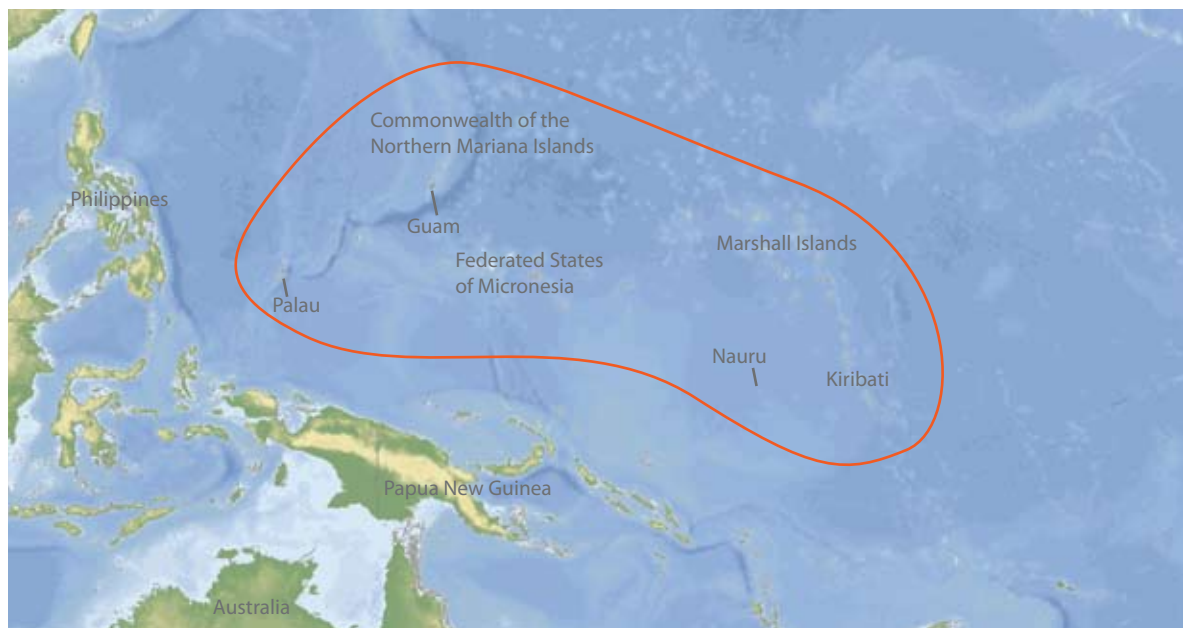 Commonwealth of the
Northern Mariana Islands
Philippines
Guam
Marshall Islands
Federated States
of Micronesia
Palau
Nauru
Kiribati
Papua New Guinea
Australia